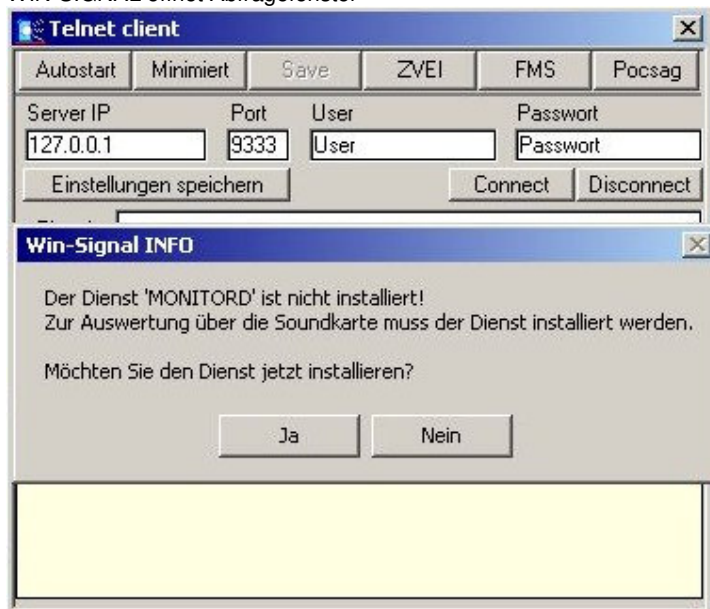 Telnet client
Autostart Minimiert Save ZVEI FMS Pocsag
Server IP Port User Passwort
127.0.0.1 9333 User Passwort
Einstellungen speichern Connect Disconnect
Win-Signal INFO
Der Dienst 'MONITORD' ist nicht installiert!
Zur Auswertung über die Soundkarte muss der Dienst installiert werden.
Möchten Sie den Dienst jetzt installieren?
Ja Nein